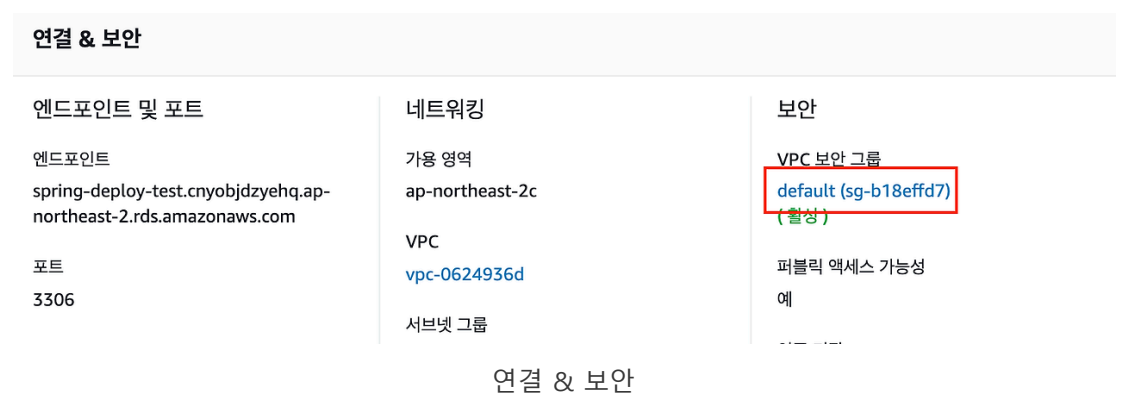 연결 & 보안
엔드포인트 및 포트
엔드포인트
spring-deploy-test.cnyobjdzyehq.ap-
northeast-2.rds.amazonaws.com
포트
3306
네트워킹
가용 영역
ap-northeast-2c
VPC
vpc-0624936d
서브넷 그룹
보안
VPC 보안 그룹
default (sg-b18effd7)
( 활성 )
퍼블릭 액세스 가능성
예
연결 & 보안